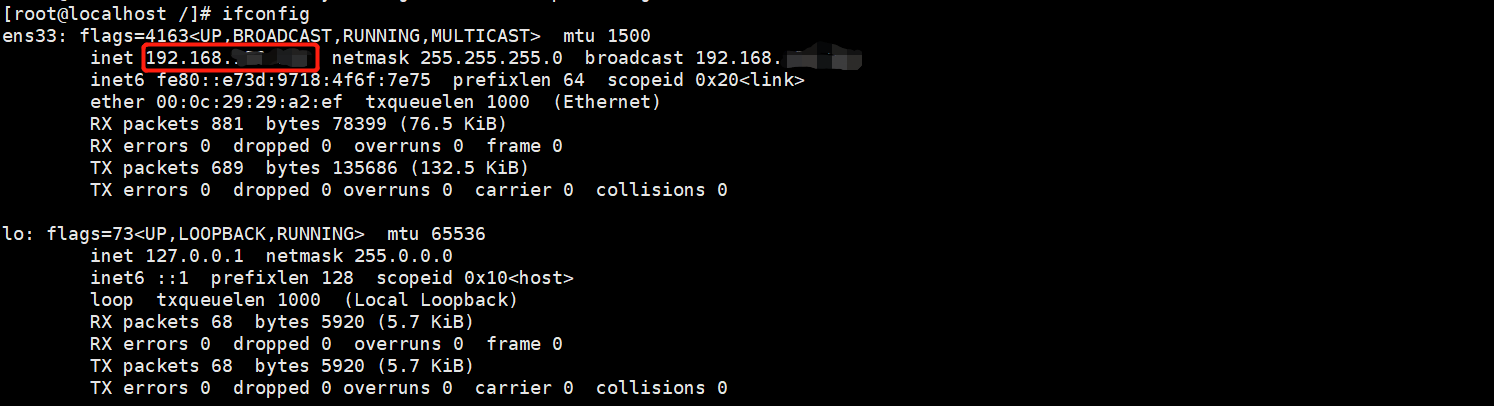 [root@localhost /]# ifconfig
ens33: flags=4163<UP,BROADCAST,RUNNING,MULTICAST>  mtu 1500
        inet 192.168.  netmask 255.255.255.0  broadcast 192.168.
        inet6 fe80::e73d:9718:4f6f:7e75  prefixlen 64  scopeid 0x20<link>
        ether 00:0c:29:29:a2:ef  txqueuelen 1000  (Ethernet)
        RX packets 881  bytes 78399 (76.5 KiB)
        RX errors 0  dropped 0  overruns 0  frame 0
        TX packets 689  bytes 135686 (132.5 KiB)
        TX errors 0  dropped 0 overruns 0  carrier 0  collisions 0

lo: flags=73<UP,LOOPBACK,RUNNING>  mtu 65536
        inet 127.0.0.1  netmask 255.0.0.0
        inet6 ::1  prefixlen 128  scopeid 0x10<host>
        loop  txqueuelen 1000  (Local Loopback)
        RX packets 68  bytes 5920 (5.7 KiB)
        RX errors 0  dropped 0  overruns 0  frame 0
        TX packets 68  bytes 5920 (5.7 KiB)
        TX errors 0  dropped 0 overruns 0  carrier 0  collisions 0